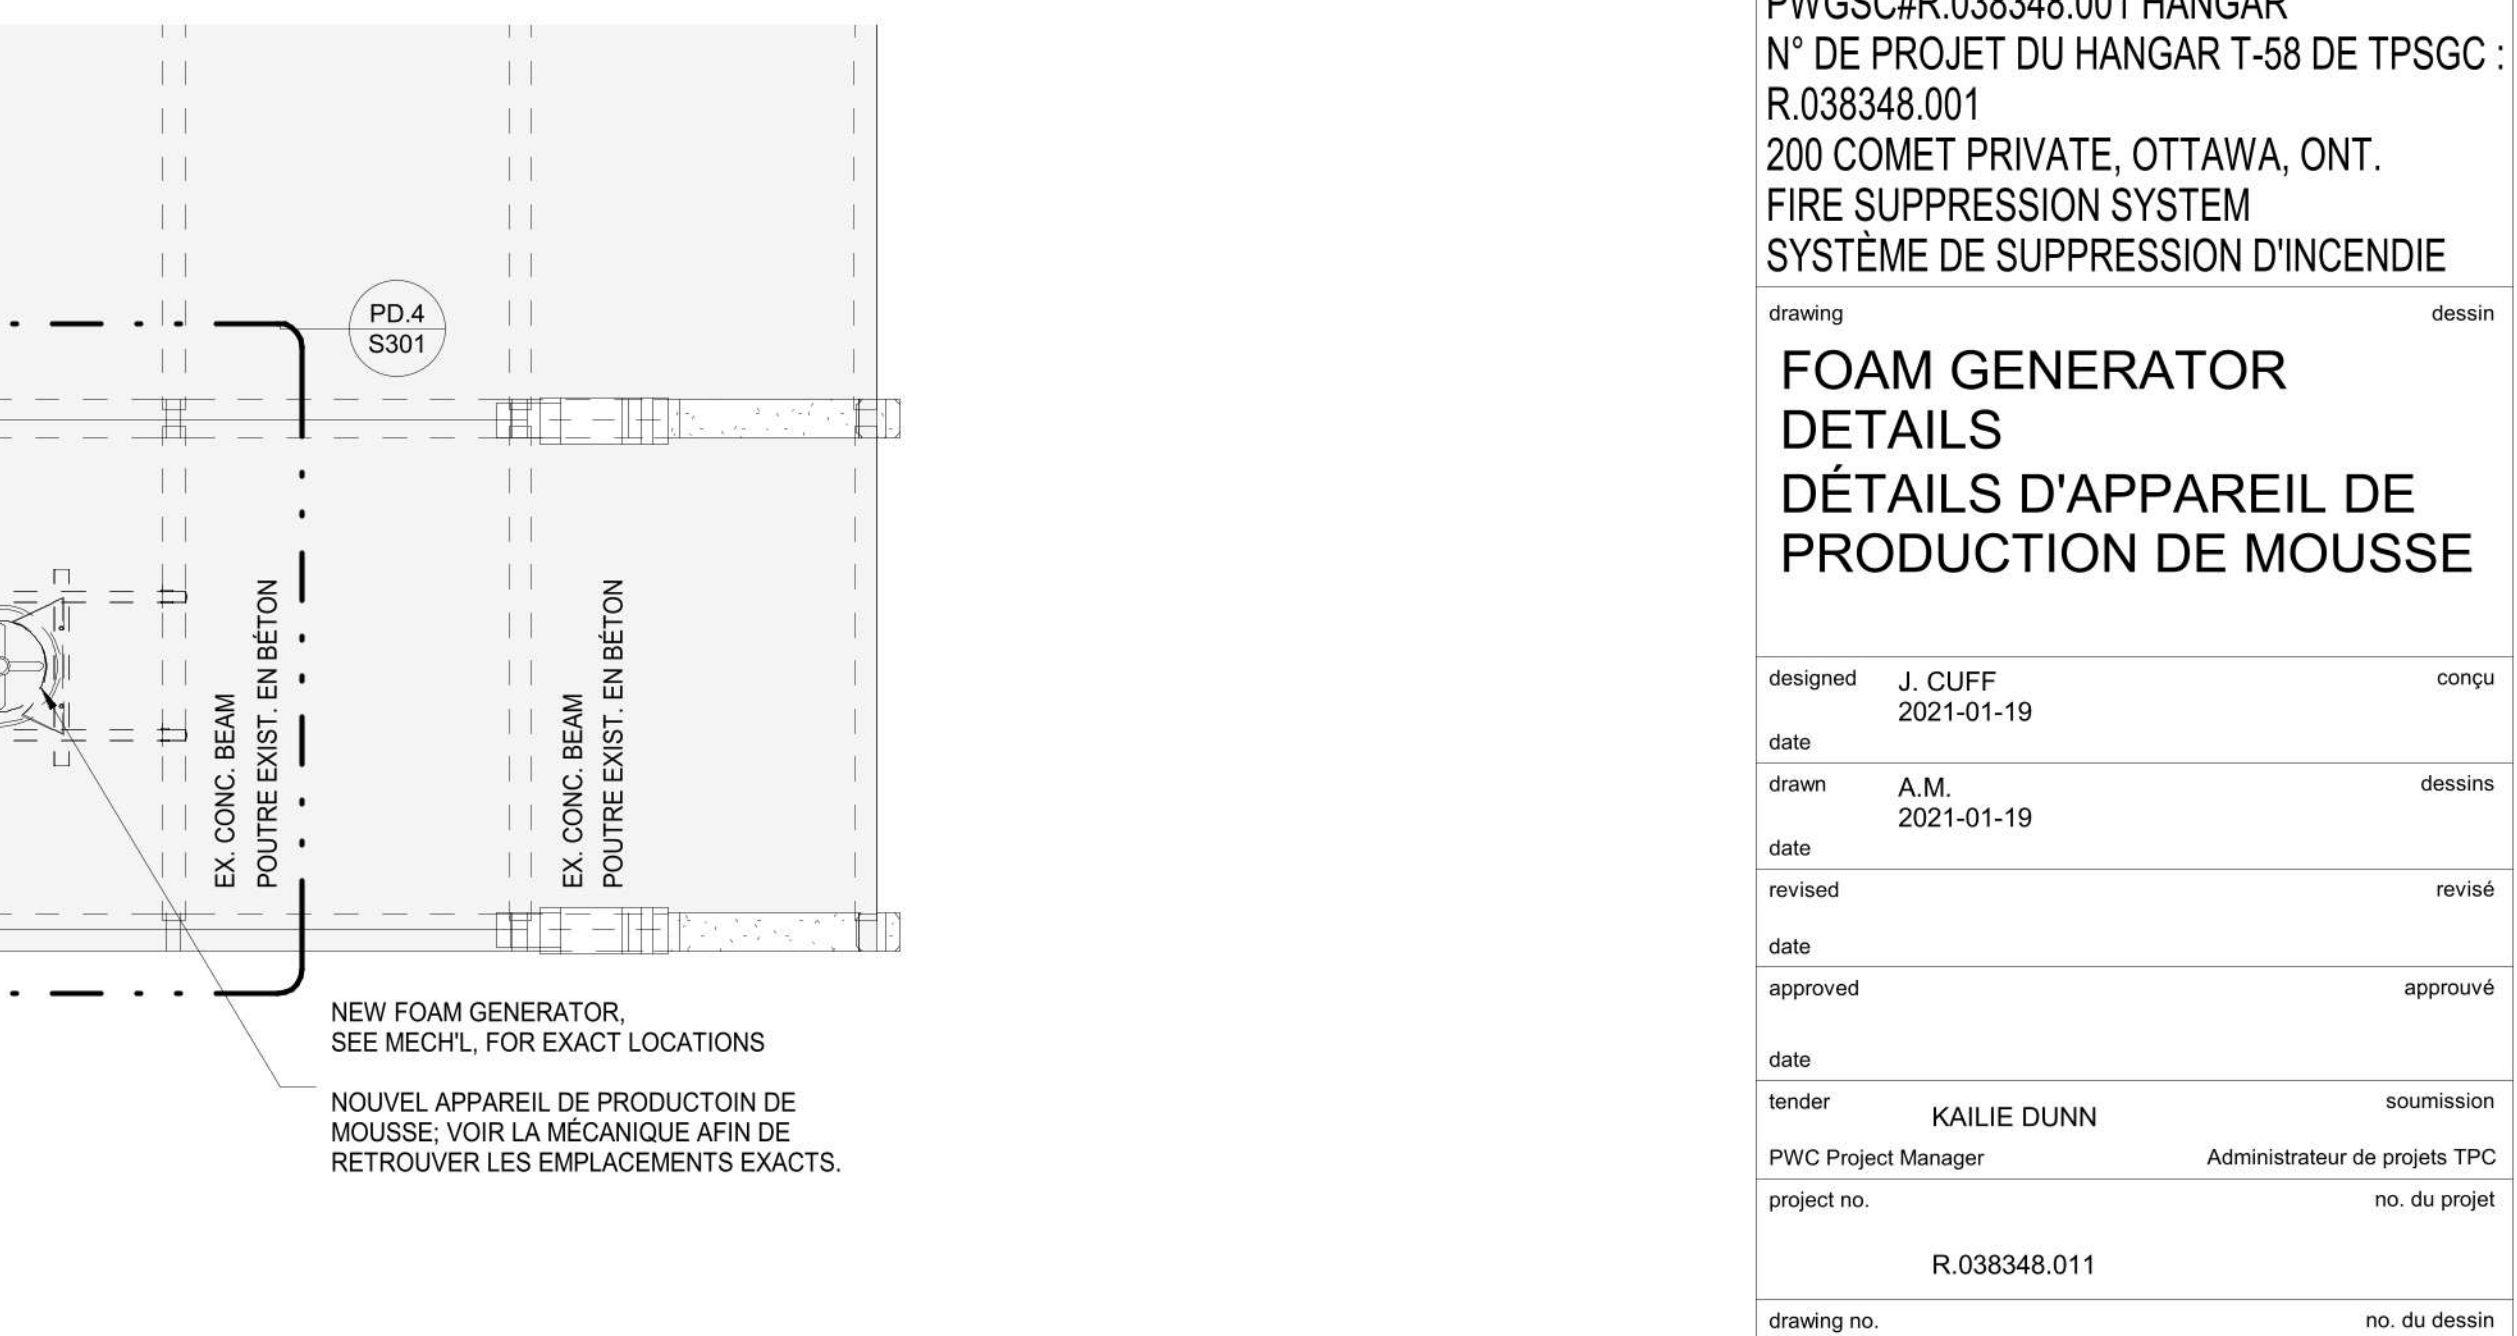 PD.4
S301
EX. CONC. BEAM
POUTRE EXIST. EN BÉTON
EX. CONC. BEAM
POUTRE EXIST. EN BÉTON
NEW FOAM GENERATOR,
SEE MECH'L, FOR EXACT LOCATIONS
NOUVEL APPAREIL DE PRODUCTOIN DE
MOUSSE; VOIR LA MÉCANIQUE AFIN DE
RETROUVER LES EMPLACEMENTS EXACTS.
PWGSC#R.038348.001 HANGAR
N° DE PROJET DU HANGAR T-58 DE TPSGC :
R.038348.001
200 COMET PRIVATE, OTTAWA, ONT.
FIRE SUPPRESSION SYSTEM
SYSTÈME DE SUPPRESSION D'INCENDIE
drawing dessin
FOAM GENERATOR
DETAILS
DÉTAILS D'APPAREIL DE
PRODUCTION DE MOUSSE
designed J. CUFF conçu
2021-01-19
date
drawn A.M. dessins
2021-01-19
date
revised revisé
date
approved approuvé
date
tender soumission
KAILIE DUNN
PWC Project Manager Administrateur de projets TPC
project no. no. du projet
R.038348.011
drawing no. no. du dessin